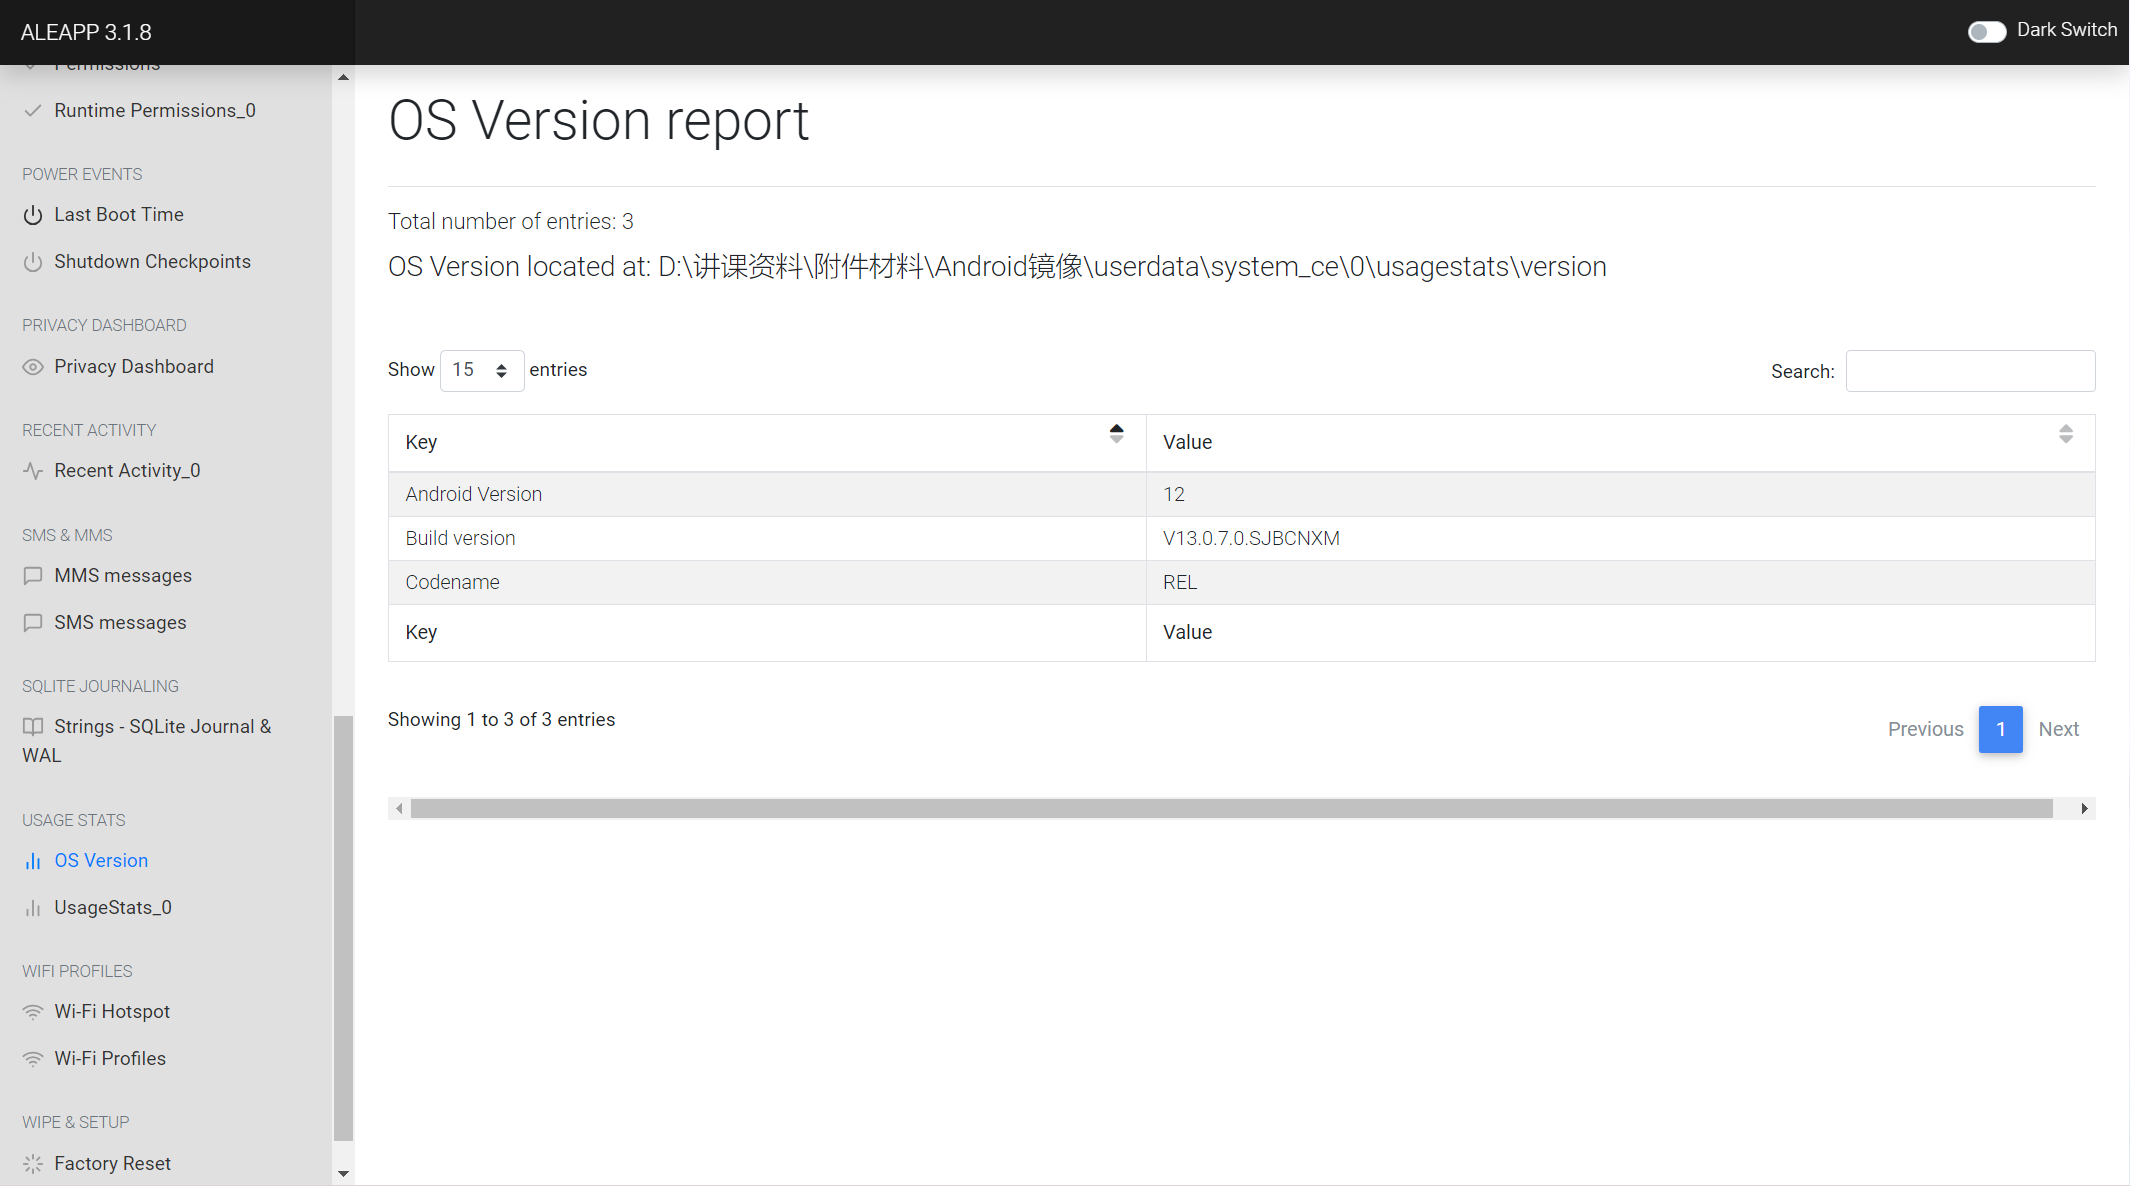 ALEAPP 3.1.8
Dark Switch
Permissions
Runtime Permissions_0
POWER EVENTS
Last Boot Time
Shutdown Checkpoints
PRIVACY DASHBOARD
Privacy Dashboard
RECENT ACTIVITY
Recent Activity_0
SMS & MMS
MMS messages
SMS messages
SQLITE JOURNALING
Strings - SQLite Journal &
WAL
USAGE STATS
OS Version
UsageStats_0
WIFI PROFILES
Wi-Fi Hotspot
Wi-Fi Profiles
WIPE & SETUP
Factory Reset
OS Version report
Total number of entries: 3
OS Version located at: D:\讲课资料\附件材料\Android镜像\userdata\system_ce\0\usagestats\version
Show 15 entries
Search:
Key Value
Android Version 12
Build version V13.0.7.0.SJBCNXM
Codename REL
Key Value
Showing 1 to 3 of 3 entries
Previous 1 Next